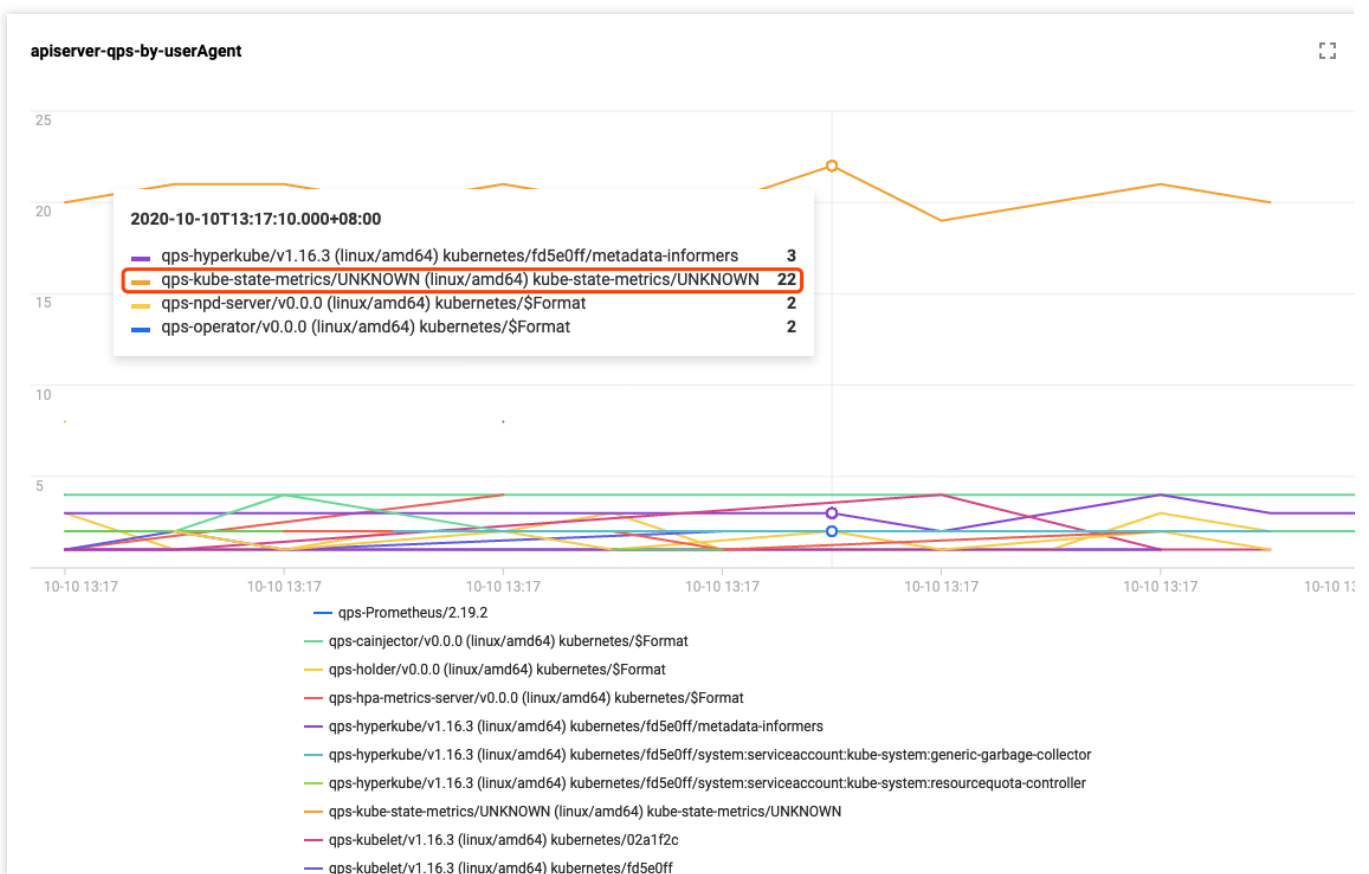 apiserver-qps-by-userAgent
25
20
2020-10-10T13:17:10.000+08:00
qps-hyperkube/v1.16.3 (linux/amd64) kubernetes/fd5e0ff/metadata-informers 3
qps-kube-state-metrics/UNKNOWN (linux/amd64) kube-state-metrics/UNKNOWN 22
15
qps-npd-server/v0.0.0 (linux/amd64) kubernetes/$Format 2
qps-operator/v0.0.0 (linux/amd64) kubernetes/$Format 2
10
5
10-10 13:17 10-10 13:17 10-10 13:17 10-10 13:17 10-10 13:17 10-10 13:17 10-10 13
qps-Prometheus/2.19.2
qps-cainjector/v0.0.0 (linux/amd64) kubernetes/$Format
qps-holder/v0.0.0 (linux/amd64) kubernetes/$Format
qps-hpa-metrics-server/v0.0.0 (linux/amd64) kubernetes/$Format
qps-hyperkube/v1.16.3 (linux/amd64) kubernetes/fd5e0ff/metadata-informers
qps-hyperkube/v1.16.3 (linux/amd64) kubernetes/fd5e0ff/system:serviceaccount:kube-system:generic-garbage-collector
qps-hyperkube/v1.16.3 (linux/amd64) kubernetes/fd5e0ff/system:serviceaccount:kube-system:resourcequota-controller
qps-kube-state-metrics/UNKNOWN (linux/amd64) kube-state-metrics/UNKNOWN
qps-kubelet/v1.16.3 (linux/amd64) kubernetes/02a1f2c
qps-kubelet/v1.16.3 (linux/amd64) kubernetes/fd5e0ff